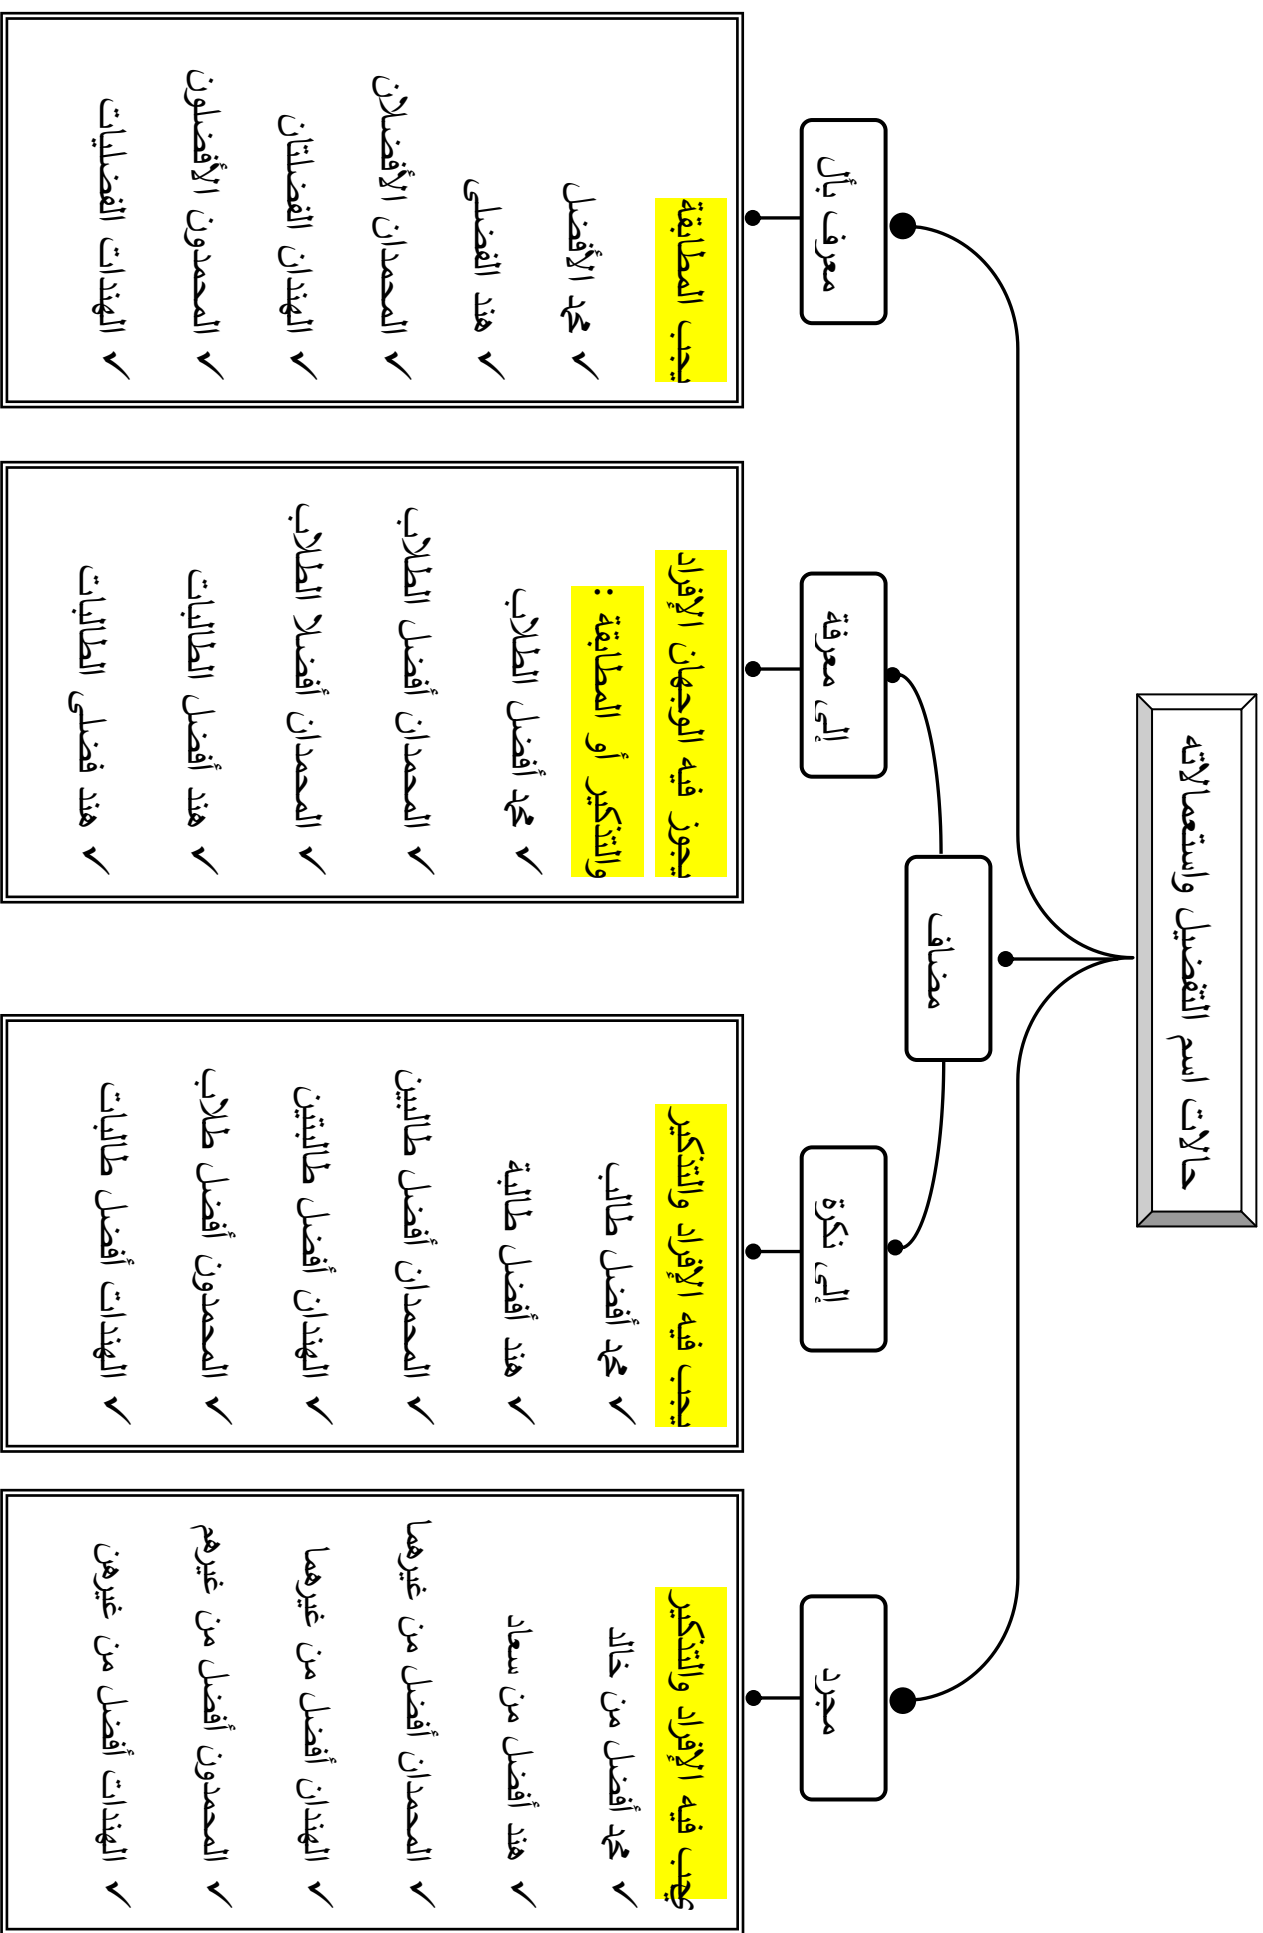 حالات اسم التفضيل واستعمالاته
مجرد
مضاف
معرف بأل
إلى نكرة
إلى معرفة
يجب فيه الإفراد والتذكير
محمد أفضل من خالد
هند أفضل من سعاد
المحمدان أفضل من غيرهما
الهندان أفضل من غيرهما
المحمدون أفضل من غيرهم
الهندات أفضل من غيرهن
يجب فيه الإفراد والتذكير
محمد أفضل طالب
هند أفضل طالبة
المحمدان أفضل طالبين
الهندان أفضل طالبتين
المحمدون أفضل طلاب
الهندات أفضل طالبات
يجوز فيه الوجهان الإفراد
والتذكير أو المطابقة :
محمد أفضل الطلاب
المحمدان أفضل الطلاب
المحمدان أفضلا الطلاب
هند أفضل الطالبات
هند فضلى الطالبات
يجب المطابقة
محمد الأفضل
هند الفضلى
المحمدان الأفضلان
الهندان الفضلتان
المحمدون الأفضلون
الهندات الفضليات